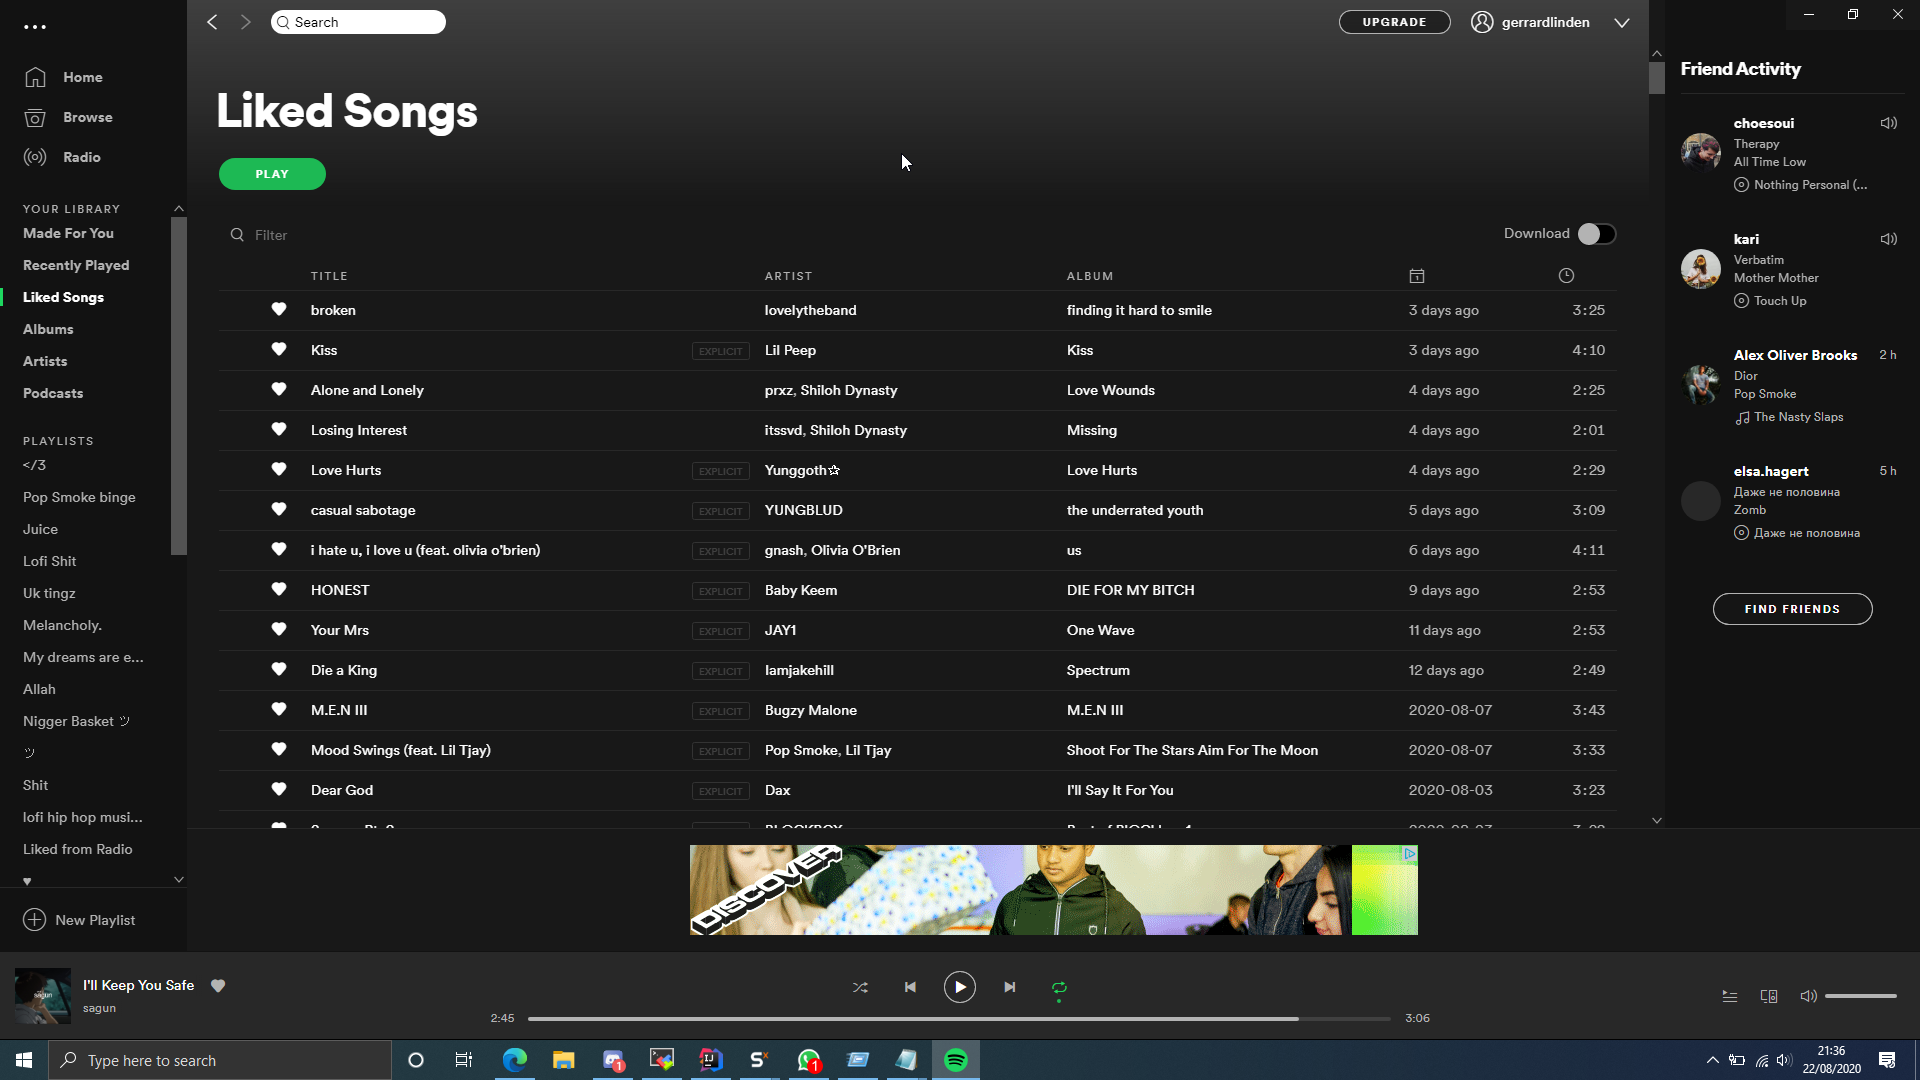 Search
UPGRADE
gerrardlinden
Home
Browse
Radio
YOUR LIBRARY
Made For You
Recently Played
Liked Songs
Albums
Artists
Podcasts
PLAYLISTS
</3
Pop Smoke binge
Juice
Lofi Shit
Uk tingz
Melancholy.
My dreams are e...
Allah
Nigger Basket ツ
ツ
Shit
lofi hip hop musi...
Liked from Radio
♥
New Playlist
Liked Songs
PLAY
Filter
Download
TITLE ARTIST ALBUM
broken lovelytheband finding it hard to smile 3 days ago 3:25
Kiss EXPLICIT Lil Peep Kiss 3 days ago 4:10
Alone and Lonely prxz, Shiloh Dynasty Love Wounds 4 days ago 2:25
Losing Interest itssvd, Shiloh Dynasty Missing 4 days ago 2:01
Love Hurts EXPLICIT Yunggoth✰ Love Hurts 4 days ago 2:29
casual sabotage EXPLICIT YUNGBLUD the underrated youth 5 days ago 3:09
i hate u, i love u (feat. olivia o'brien) EXPLICIT gnash, Olivia O'Brien us 6 days ago 4:11
HONEST EXPLICIT Baby Keem DIE FOR MY BITCH 9 days ago 2:53
Your Mrs EXPLICIT JAY1 One Wave 11 days ago 2:53
Die a King EXPLICIT Iamjakehill Spectrum 12 days ago 2:49
M.E.N III EXPLICIT Bugzy Malone M.E.N III 2020-08-07 3:43
Mood Swings (feat. Lil Tjay) EXPLICIT Pop Smoke, Lil Tjay Shoot For The Stars Aim For The Moon 2020-08-07 3:33
Dear God EXPLICIT Dax I'll Say It For You 2020-08-03 3:23
Friend Activity
choesoui
Therapy
All Time Low
Nothing Personal (...
kari
Verbatim
Mother Mother
Touch Up
Alex Oliver Brooks 2 h
Dior
Pop Smoke
The Nasty Slaps
elsa.hagert 5 h
Даже не половина
Zomb
Даже не половина
FIND FRIENDS
DISCOVER
I'll Keep You Safe
sagun
2:45 3:06
Type here to search
21:36
22/08/2020